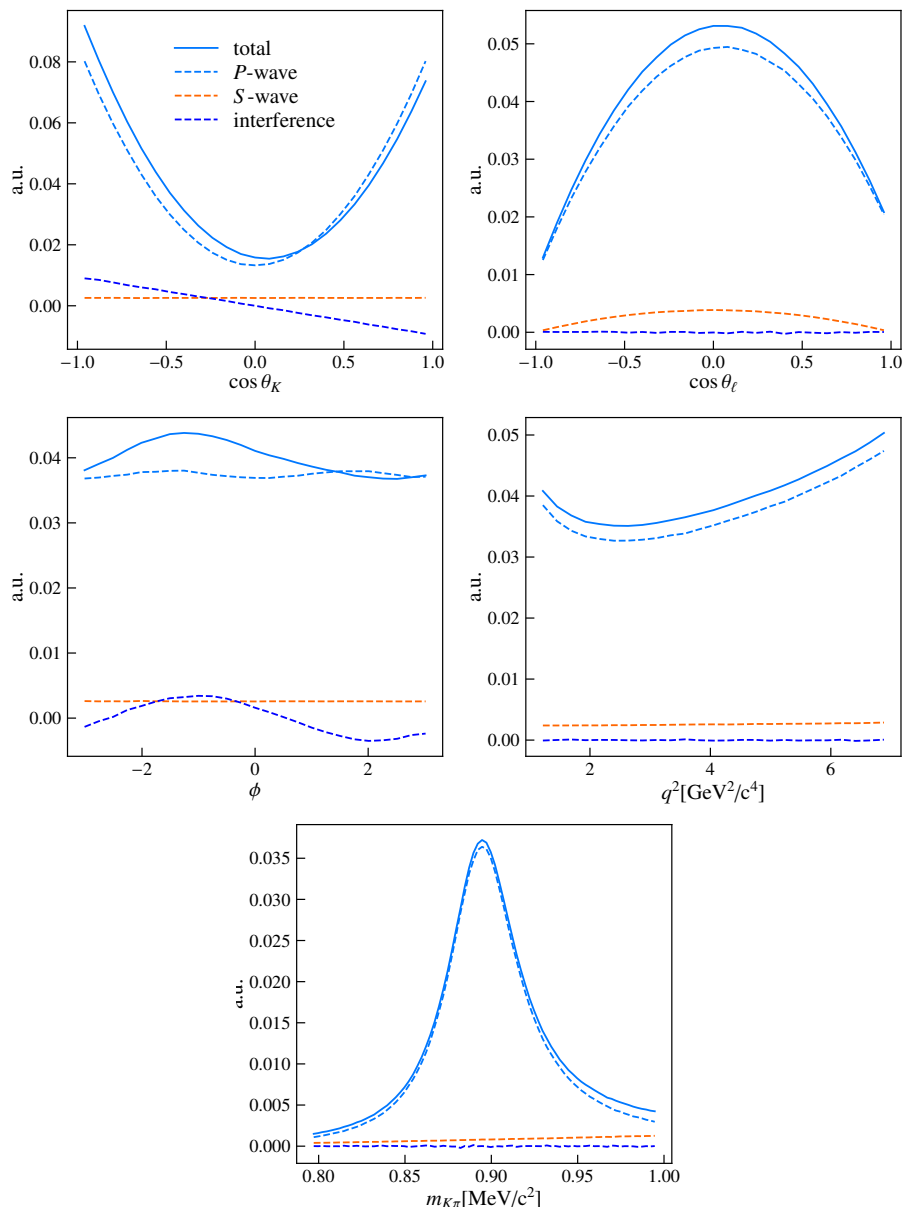 total
P-wave
S-wave
interference
a.u.
0.08
0.06
0.04
0.02
0.00
−1.0 −0.5 0.0 0.5 1.0
cos θK
a.u.
0.05
0.04
0.03
0.02
0.01
0.00
−1.0 −0.5 0.0 0.5 1.0
cos θℓ
a.u.
0.04
0.03
0.02
0.01
0.00
−2 0 2
ϕ
a.u.
0.05
0.04
0.03
0.02
0.01
0.00
2 4 6
q²[GeV²/c⁴]
a.u.
0.035
0.030
0.025
0.020
0.015
0.010
0.005
0.000
0.80 0.85 0.90 0.95 1.00
mKπ[MeV/c²]